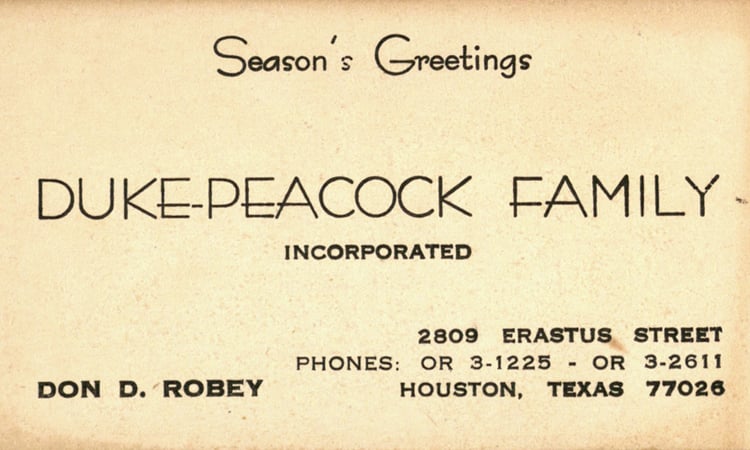 Season's Greetings
DUKE-PEACOCK FAMILY
INCORPORATED
2809 ERASTUS STREET
PHONES: OR 3-1225 - OR 3-2611
DON D. ROBEY HOUSTON, TEXAS 77026